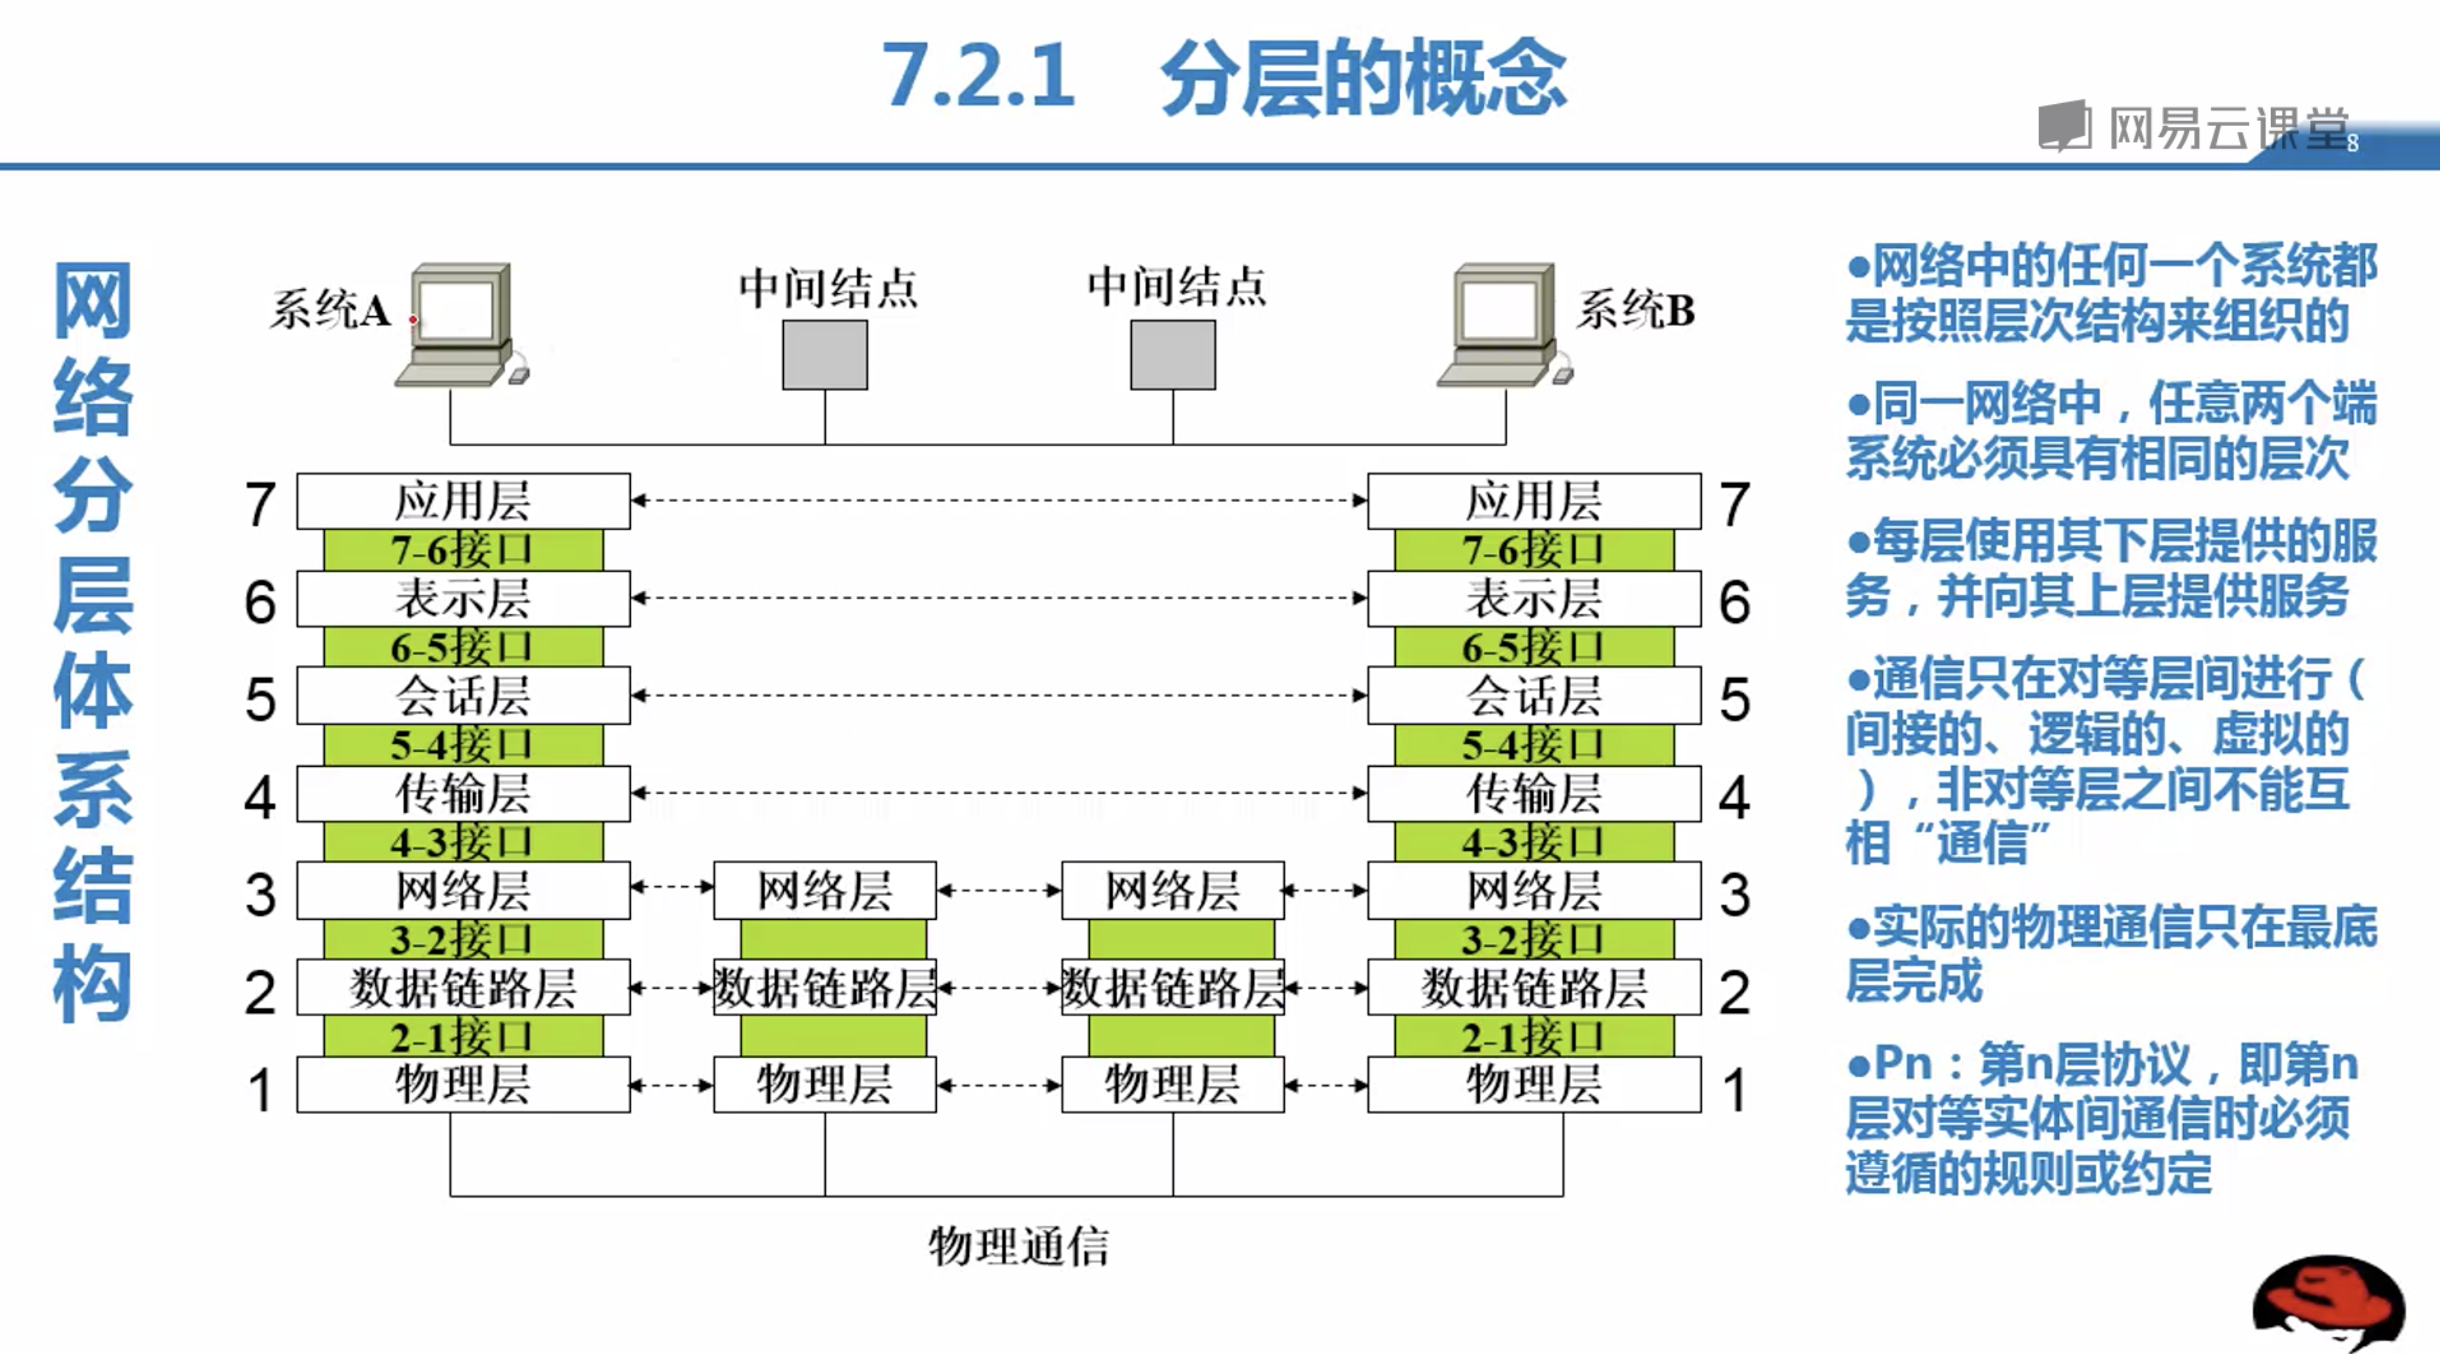 7.2.1 分层的概念
网易云课堂
8
网络分层体系结构
系统A
中间结点
中间结点
系统B
7 应用层 应用层 7
7-6接口 7-6接口
6 表示层 表示层 6
6-5接口 6-5接口
5 会话层 会话层 5
5-4接口 5-4接口
4 传输层 传输层 4
4-3接口 4-3接口
3 网络层 网络层 网络层 网络层 3
3-2接口 3-2接口
2 数据链路层 数据链路层 数据链路层 数据链路层 2
2-1接口 2-1接口
1 物理层 物理层 物理层 物理层 1
物理通信
●网络中的任何一个系统都
是按照层次结构来组织的
●同一网络中，任意两个端
系统必须具有相同的层次
●每层使用其下层提供的服
务，并向其上层提供服务
●通信只在对等层间进行（
间接的、逻辑的、虚拟的
），非对等层之间不能互
相“通信”
●实际的物理通信只在最底
层完成
●Pn：第n层协议，即第n
层对等实体间通信时必须
遵循的规则或约定